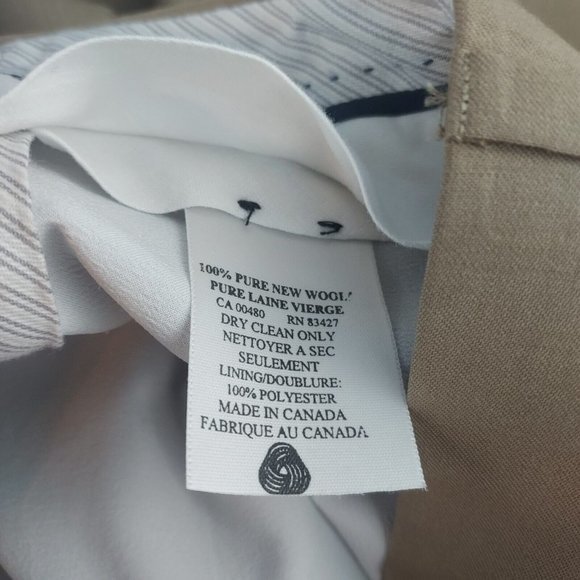 100% PURE NEW WOOL
PURE LAINE VIERGE
CA 00480 RN 83427
DRY CLEAN ONLY
NETTOYER A SEC
SEULEMENT
LINING/DOUBLURE:
100% POLYESTER
MADE IN CANADA
FABRIQUE AU CANADA